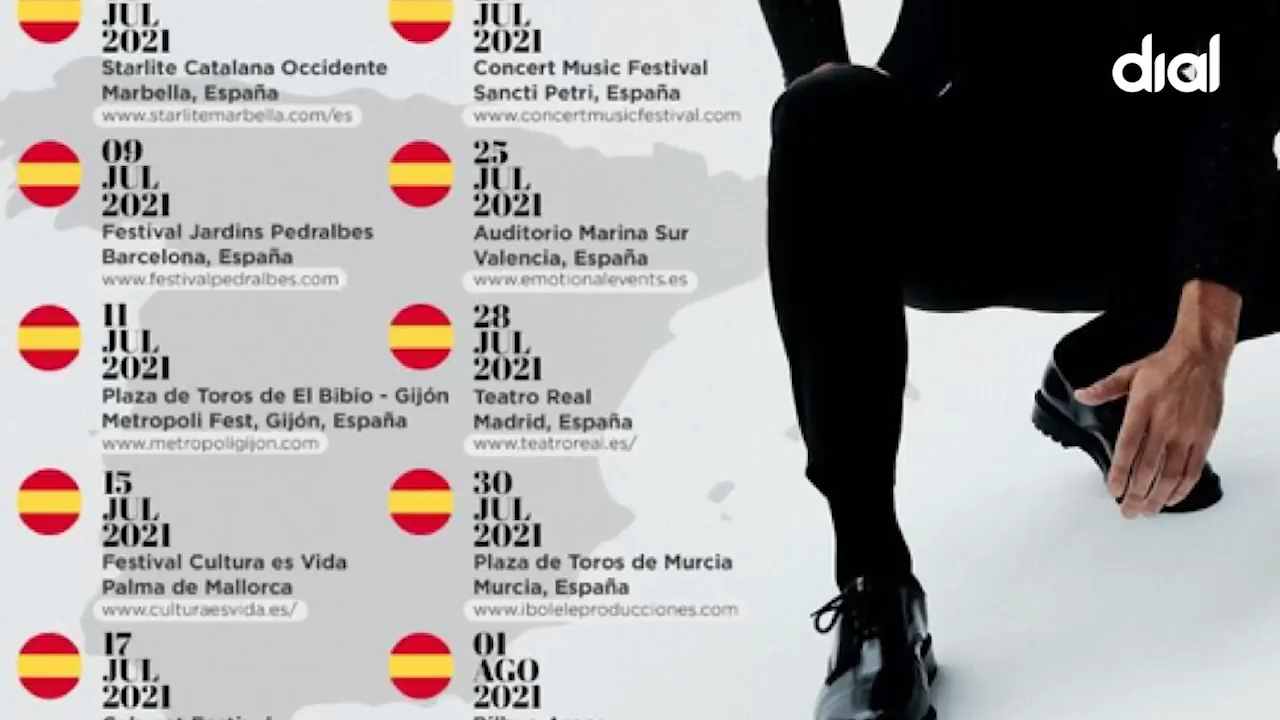 JUL
2021
Starlite Catalana Occidente
Marbella, España
www.starlitemarbella.com/es
09
JUL
2021
Festival Jardins Pedralbes
Barcelona, España
www.festivalpedralbes.com
11
JUL
2021
Plaza de Toros de El Bibio - Gijón
Metropoli Fest, Gijón, España
www.metropoligijon.com
15
JUL
2021
Festival Cultura es Vida
Palma de Mallorca
www.culturaesvida.es/
17
JUL
2021
JUL
2021
Concert Music Festival
Sancti Petri, España
www.concertmusicfestival.com
25
JUL
2021
Auditorio Marina Sur
Valencia, España
www.emotionalevents.es
28
JUL
2021
Teatro Real
Madrid, España
www.teatroreal.es/
30
JUL
2021
Plaza de Toros de Murcia
Murcia, España
www.iboleleproducciones.com
01
AGO
2021
dial